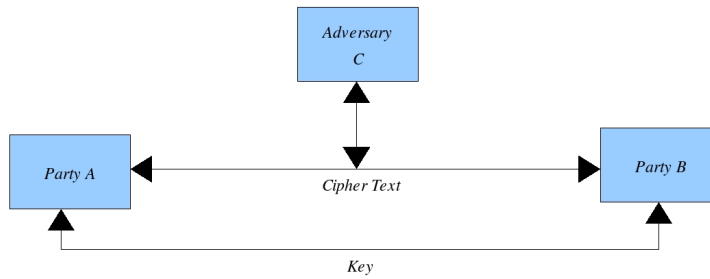 Adversary
C
Party A
Party B
Cipher Text
Key